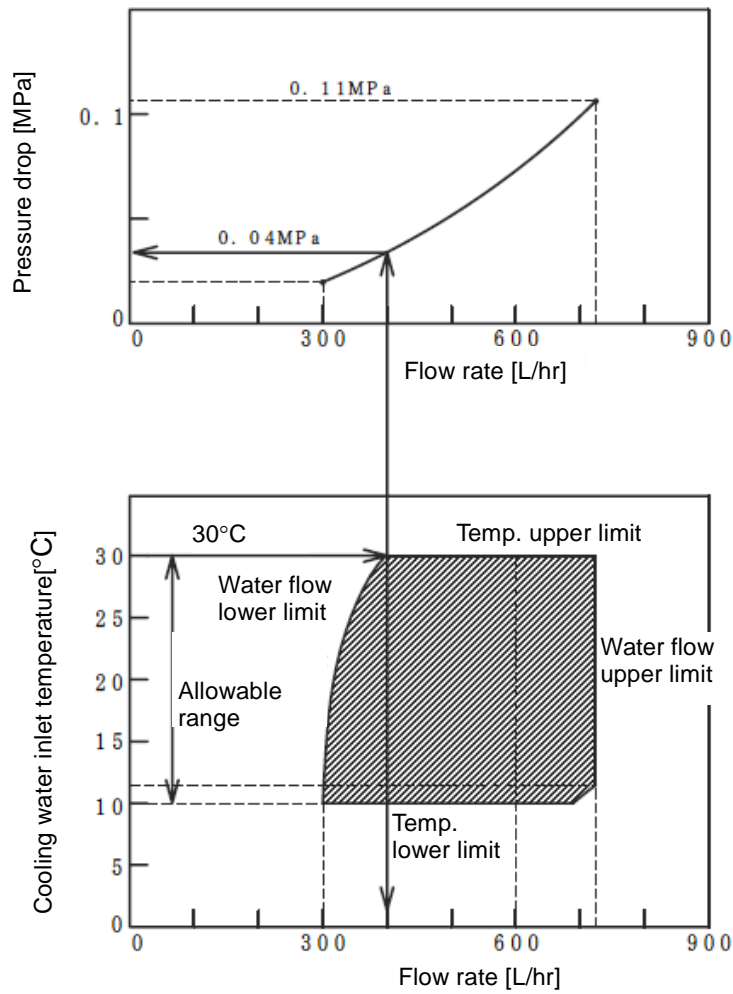 Pressure drop [MPa]
0.1
0
0.11MPa
0.04MPa
0
300
600
900
Flow rate [L/hr]
Cooling water inlet temperature[°C]
30
25
20
15
10
5
0
30°C
Temp. upper limit
Water flow
lower limit
Water flow
upper limit
Allowable
range
Temp.
lower limit
0
300
600
900
Flow rate [L/hr]